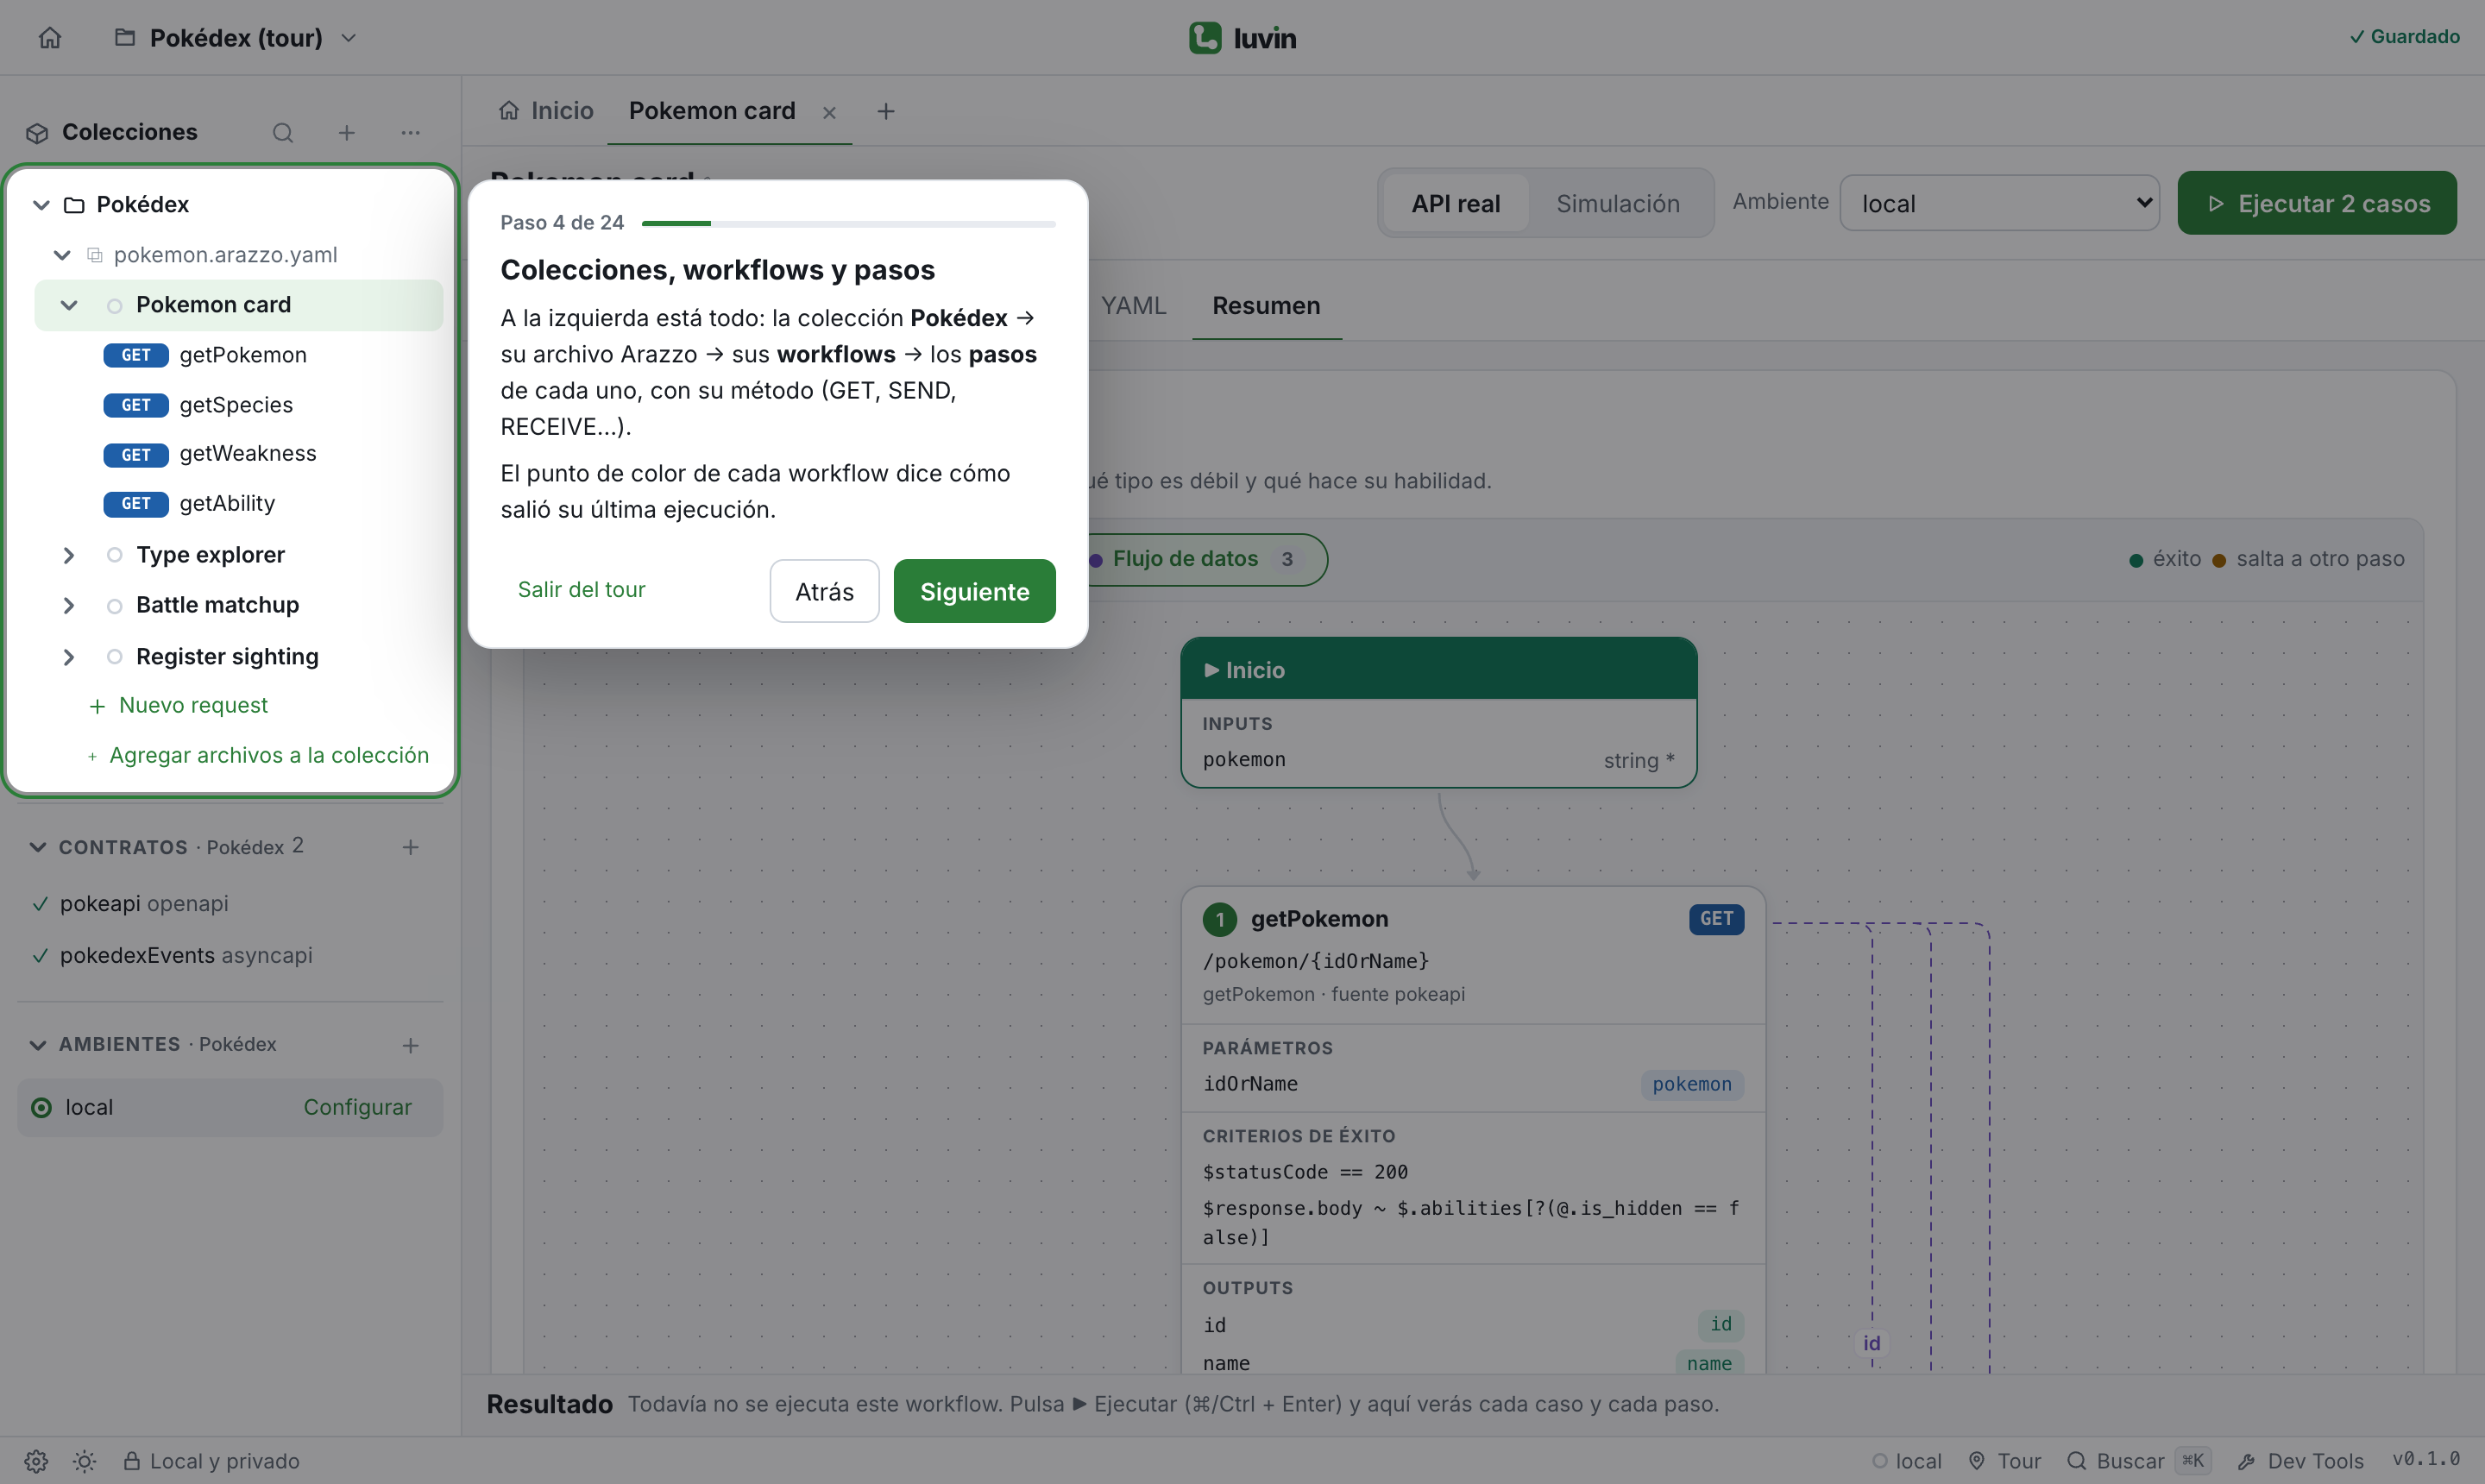 Pokédex (tour)
luvin
✓ Guardado
Colecciones
Inicio
Pokemon card
Pokédex
pokemon.arazzo.yaml
Pokemon card
GET getPokemon
GET getSpecies
GET getWeakness
GET getAbility
Type explorer
Battle matchup
Register sighting
+ Nuevo request
+ Agregar archivos a la colección
CONTRATOS · Pokédex 2
✓ pokeapi openapi
✓ pokedexEvents asyncapi
AMBIENTES · Pokédex
local Configurar
Paso 4 de 24
Colecciones, workflows y pasos
A la izquierda está todo: la colección Pokédex →
su archivo Arazzo → sus workflows → los pasos
de cada uno, con su método (GET, SEND,
RECEIVE...).
El punto de color de cada workflow dice cómo
salió su última ejecución.
Salir del tour
Atrás
Siguiente
API real
Simulación
Ambiente
local
Ejecutar 2 casos
YAML
Resumen
ué tipo es débil y qué hace su habilidad.
Flujo de datos 3
éxito
salta a otro paso
Inicio
INPUTS
pokemon string *
1 getPokemon GET
/pokemon/{idOrName}
getPokemon · fuente pokeapi
PARÁMETROS
idOrName pokemon
CRITERIOS DE ÉXITO
$statusCode == 200
$response.body ~ $.abilities[?(@.is_hidden == f
alse)]
OUTPUTS
id id
name name
id
Resultado Todavía no se ejecuta este workflow. Pulsa ▶ Ejecutar (⌘/Ctrl + Enter) y aquí verás cada caso y cada paso.
Local y privado
local
Tour
Buscar ⌘K
Dev Tools
v0.1.0